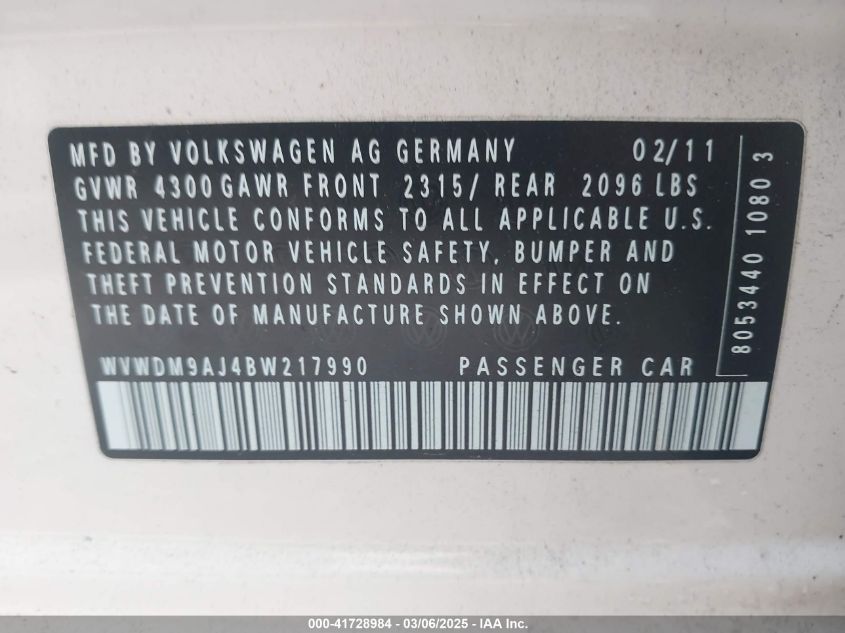 MFD BY VOLKSWAGEN AG GERMANY 02/11
GVWR 4300 GAWR FRONT 2315/ REAR 2096 LBS
THIS VEHICLE CONFORMS TO ALL APPLICABLE U.S.
FEDERAL MOTOR VEHICLE SAFETY, BUMPER AND
THEFT PREVENTION STANDARDS IN EFFECT ON
THE DATE OF MANUFACTURE SHOWN ABOVE.
WVWDM9AJ4BW217990 PASSENGER CAR
8053440 1080 3
000-41728984 - 03/06/2025 - IAA Inc.